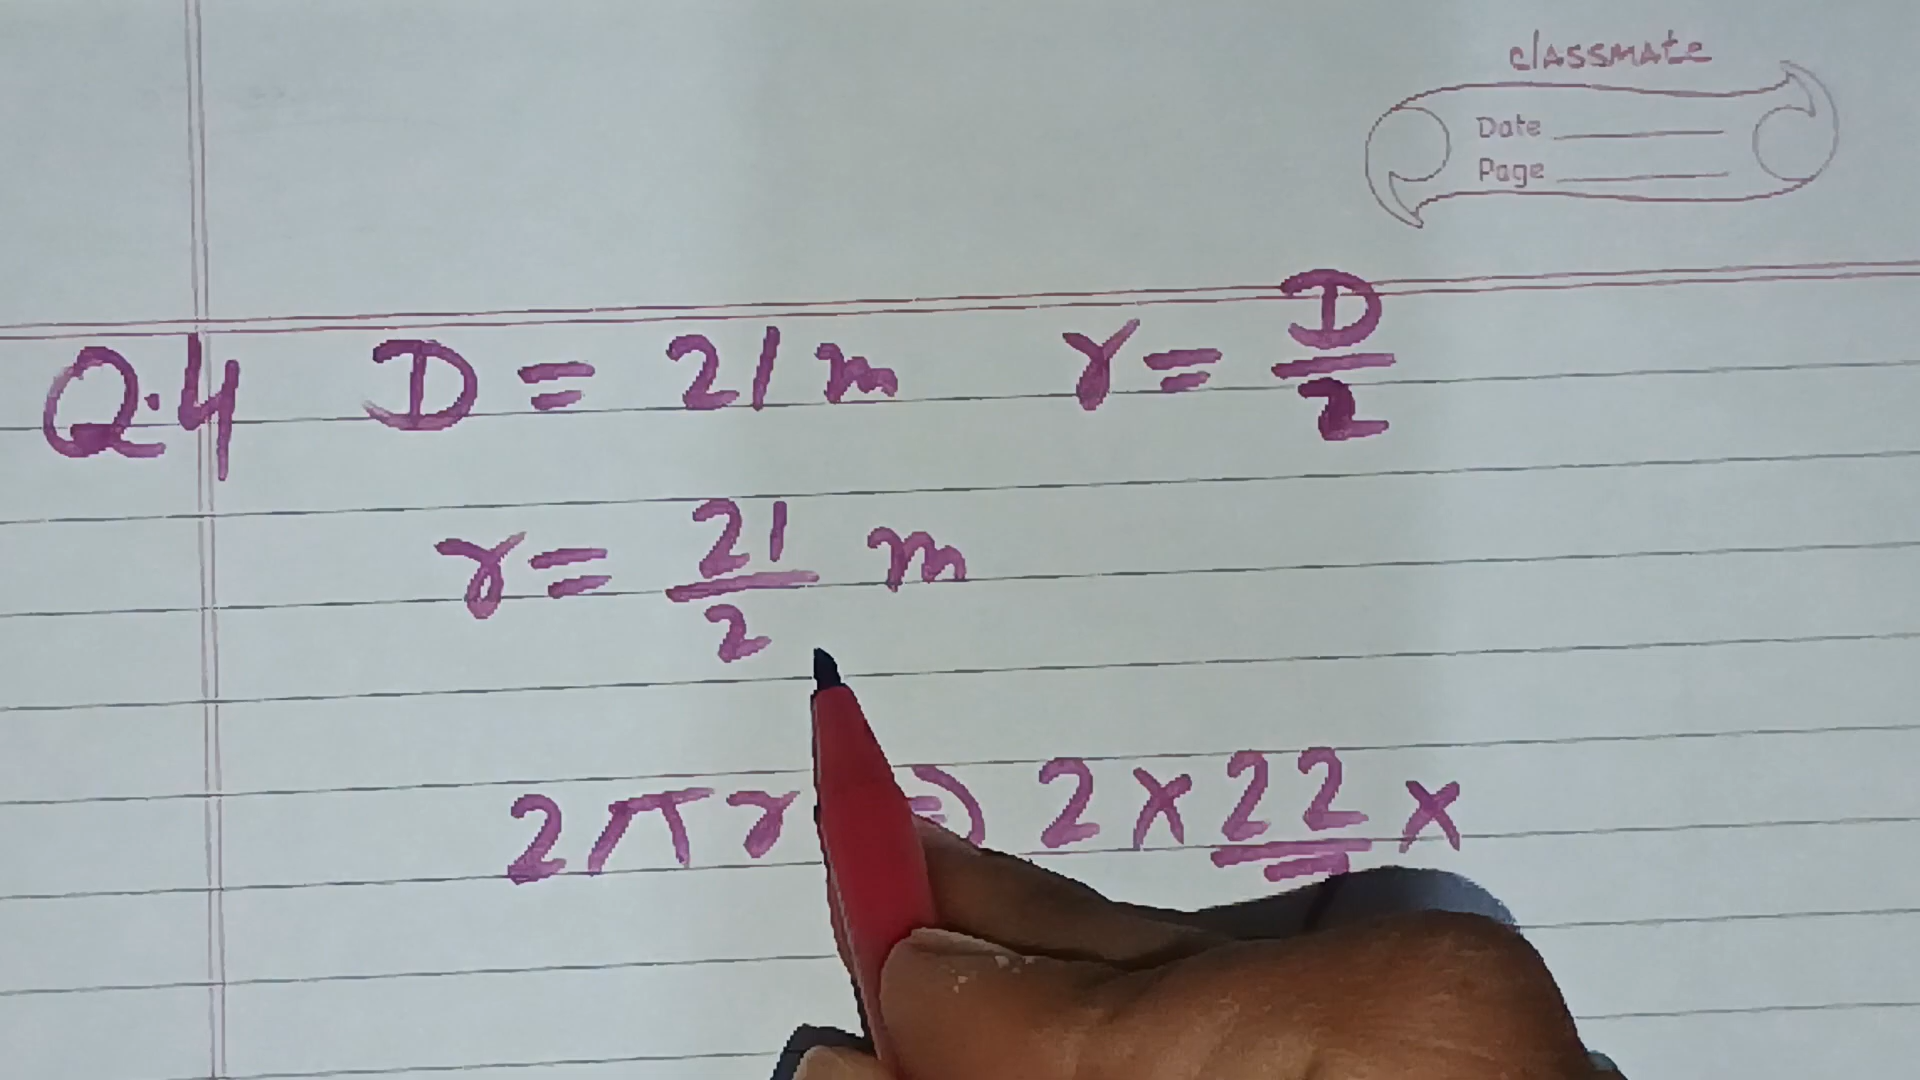 classmate
Date
Page
Q.4 D = 21 m r = D/2
r = 21/2 m
2πr ⇒ 2 × 22 ×